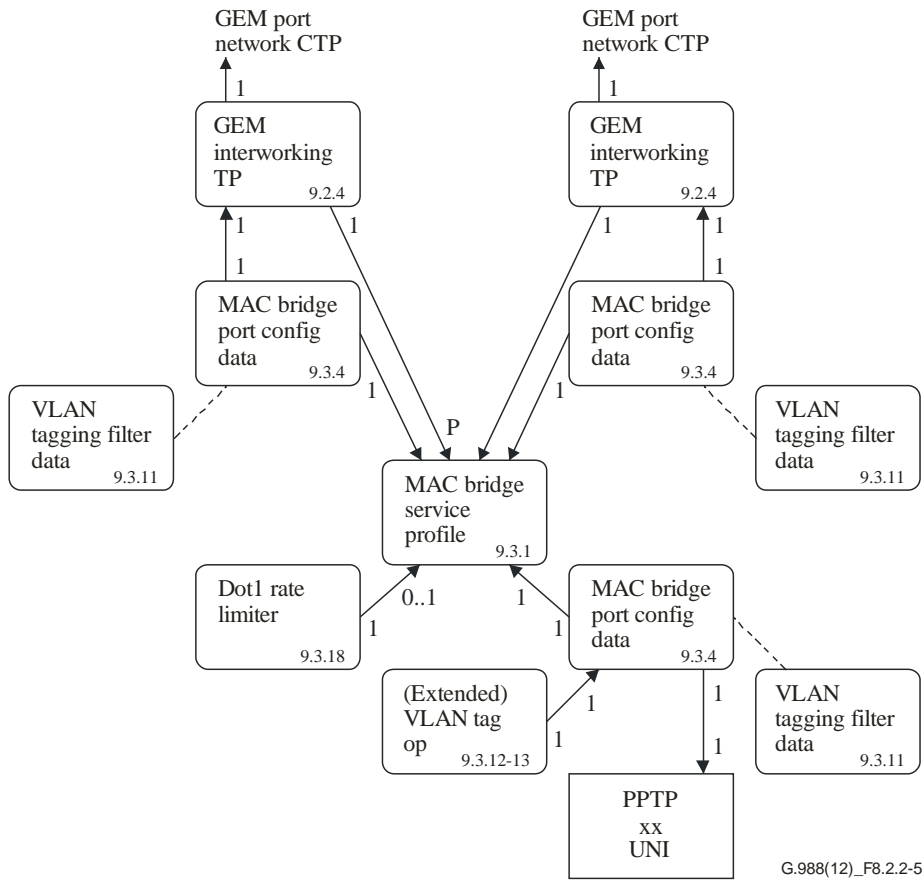 GEM port
network CTP
GEM port
network CTP
1
1
GEM
interworking
TP
9.2.4
GEM
interworking
TP
9.2.4
1
1
1
1
1
1
MAC bridge
port config
data
9.3.4
MAC bridge
port config
data
9.3.4
1
1
VLAN
tagging filter
data
9.3.11
VLAN
tagging filter
data
9.3.11
P
MAC bridge
service
profile
9.3.1
Dot1 rate
limiter
9.3.18
0..1
1
1
1
MAC bridge
port config
data
9.3.4
(Extended)
VLAN tag
op
9.3.12-13
1
1
1
1
VLAN
tagging filter
data
9.3.11
PPTP
xx
UNI
G.988(12)_F8.2.2-5